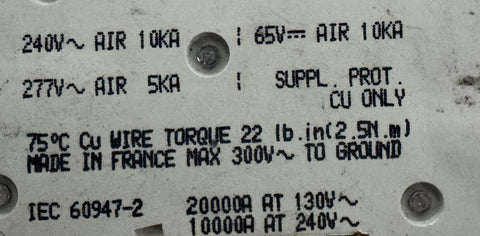 240V~ AIR 10KA ¦ 65V⎓ AIR 10KA
277V~ AIR 5KA ¦ SUPPL. PROT.
CU ONLY
75°C Cu WIRE TORQUE 22 lb.in(2.5N.m)
MADE IN FRANCE MAX 300V~ TO GROUND
IEC 60947-2 20000A AT 130V~
10000A AT 240V~